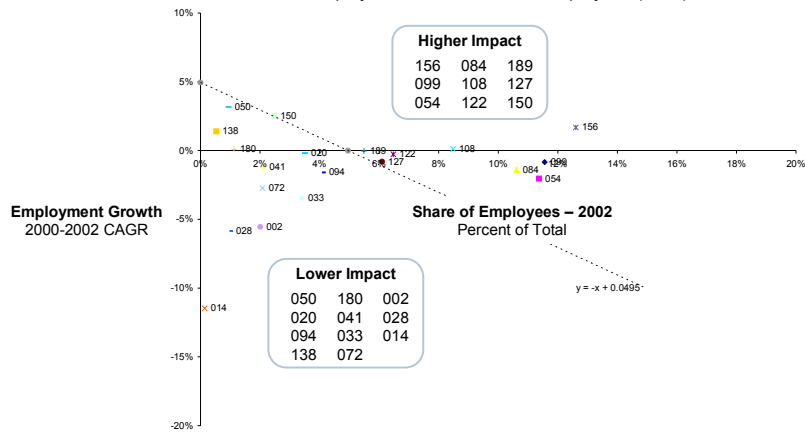 10%
Higher Impact
156 084 189
099 108 127
054 122 150
5%
050
150
138
156
180
020
189
122
108
0%
0% 2% 4% 6% 8% 10% 12% 14% 16% 18% 20%
127
099
041
094
084
054
072
033
Employment Growth
2000-2002 CAGR
-5%
028
002
Share of Employees – 2002
Percent of Total
Lower Impact
050 180 002
020 041 028
094 033 014
138 072
y = -x + 0.0495
-10%
014
-15%
-20%